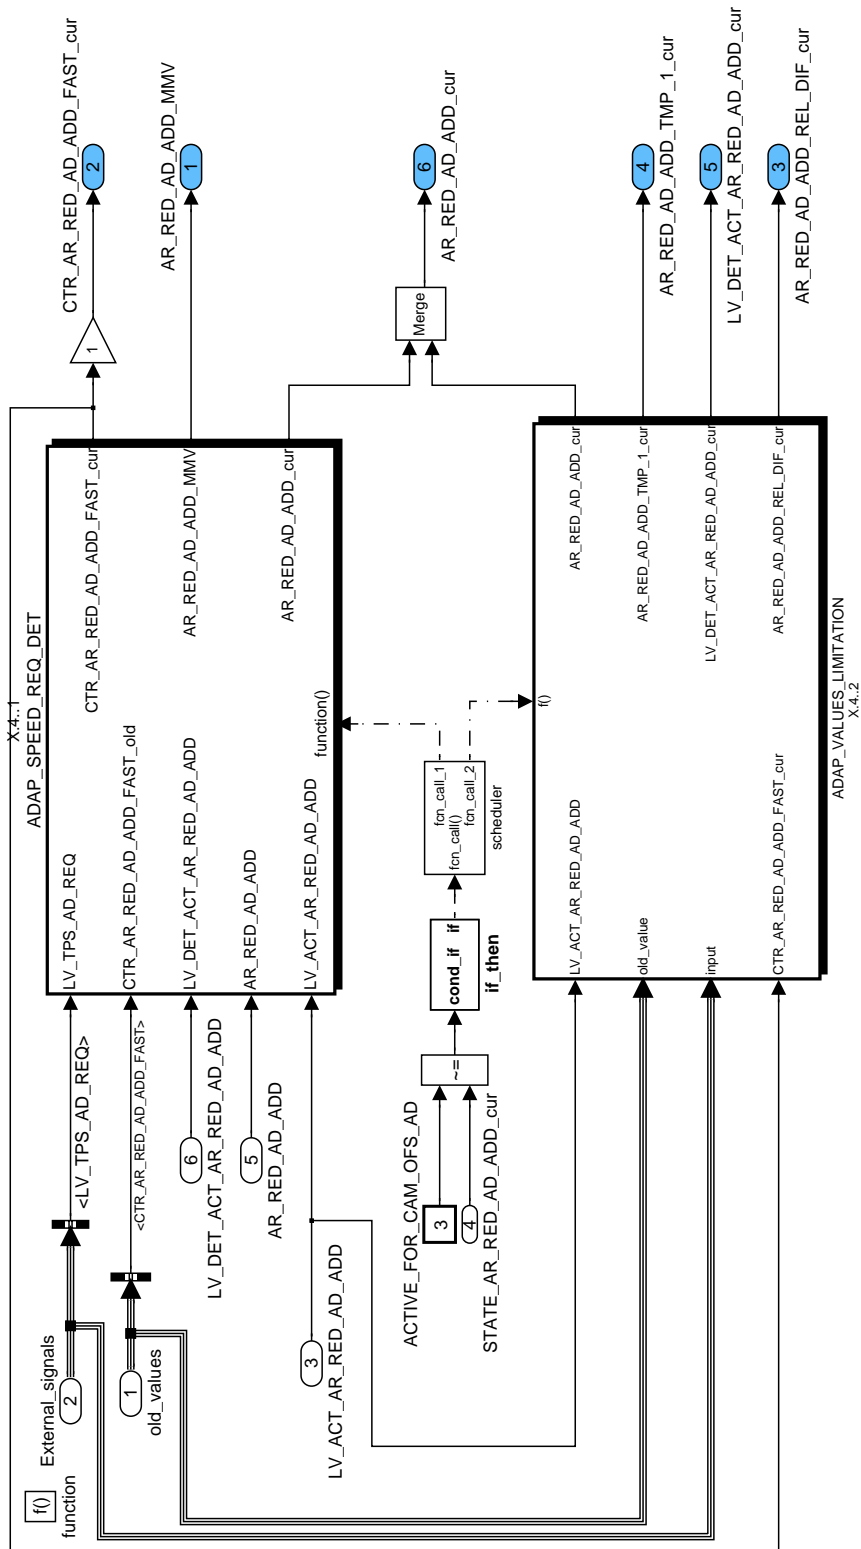 f()
function
External_signals
2
<LV_TPS_AD_REQ>
1
old_values
<CTR_AR_RED_AD_ADD_FAST>
6
LV_DET_ACT_AR_RED_AD_ADD
5
AR_RED_AD_ADD
3
LV_ACT_AR_RED_AD_ADD
X.4..1
ADAP_SPEED_REQ_DET
LV_TPS_AD_REQ
CTR_AR_RED_AD_ADD_FAST_old
LV_DET_ACT_AR_RED_AD_ADD
AR_RED_AD_ADD
LV_ACT_AR_RED_AD_ADD
function()
CTR_AR_RED_AD_ADD_FAST_cur
AR_RED_AD_ADD_MMV
AR_RED_AD_ADD_cur
1
CTR_AR_RED_AD_ADD_FAST_cur
2
AR_RED_AD_ADD_MMV
1
ACTIVE_FOR_CAM_OFS_AD
3
4
STATE_AR_RED_AD_ADD_cur
~=
cond_if if
if_then
fcn_call_1
fcn_call()
fcn_call_2
scheduler
Merge
6
AR_RED_AD_ADD_cur
LV_ACT_AR_RED_AD_ADD
old_value
input
CTR_AR_RED_AD_ADD_FAST_cur
f()
AR_RED_AD_ADD_cur
AR_RED_AD_ADD_TMP_1_cur
LV_DET_ACT_AR_RED_AD_ADD_cur
AR_RED_AD_ADD_REL_DIF_cur
ADAP_VALUES_LIMITATION
X.4..2
4
AR_RED_AD_ADD_TMP_1_cur
5
LV_DET_ACT_AR_RED_AD_ADD_cur
3
AR_RED_AD_ADD_REL_DIF_cur